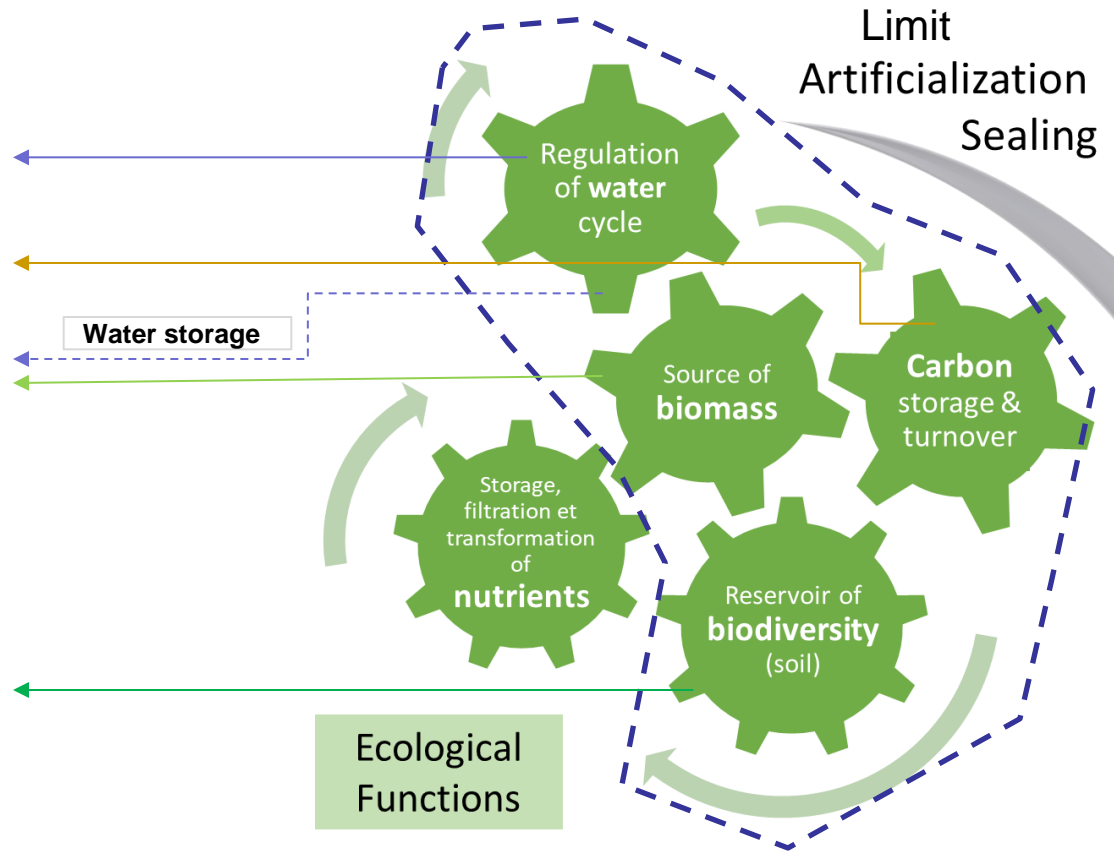 Limit
Artificialization
Sealing
Regulation
of water
cycle
Water storage
Source of
biomass
Carbon
storage &
turnover
Storage,
filtration et
transformation
of
nutrients
Reservoir of
biodiversity
(soil)
Ecological
Functions